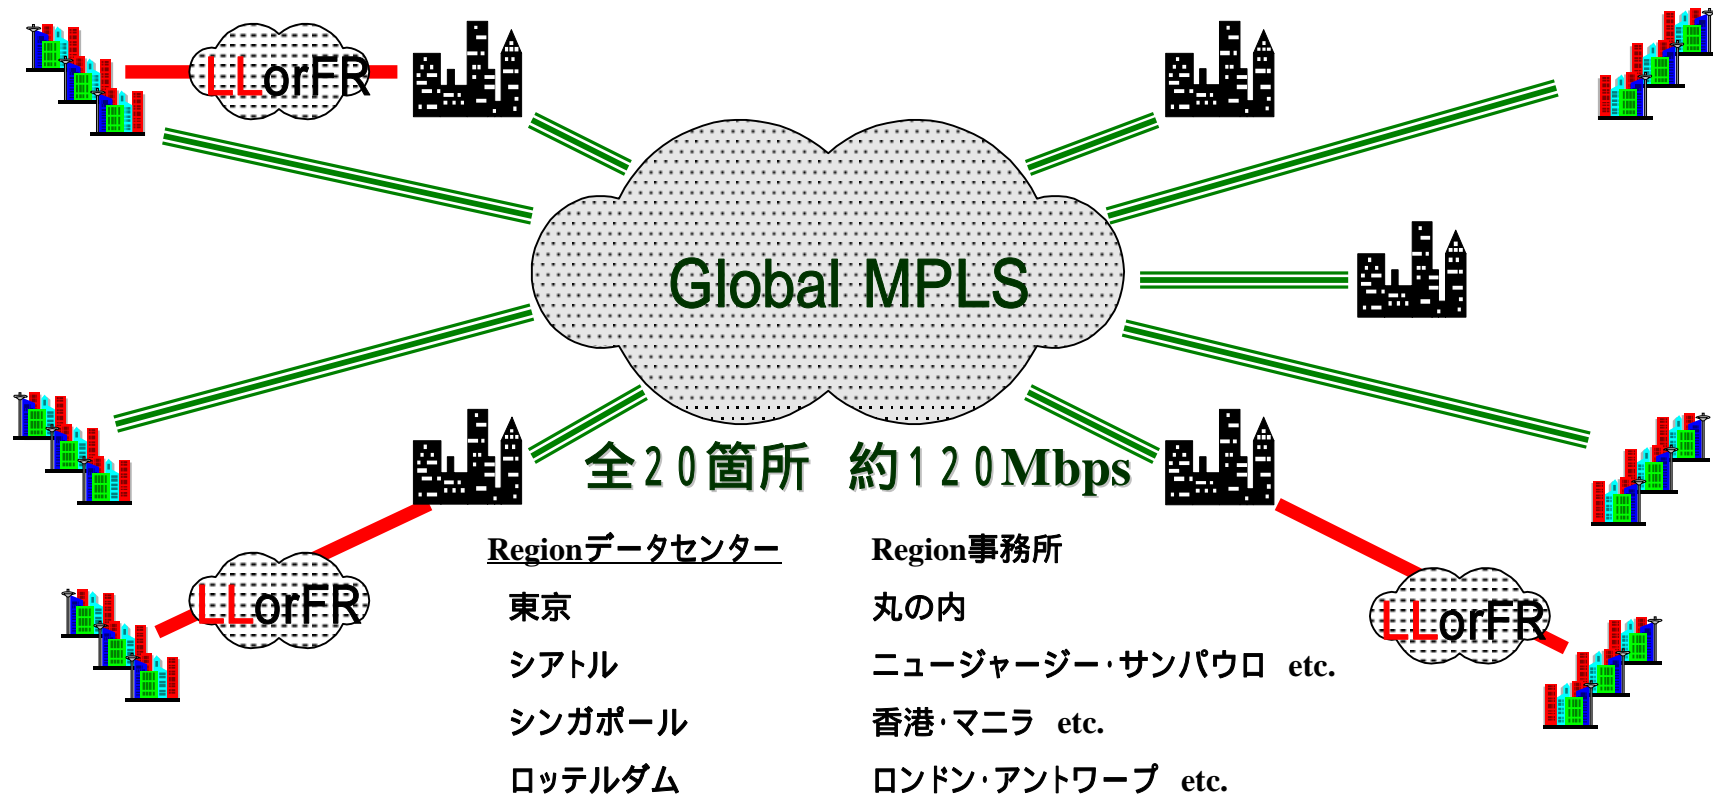 LLorFR
Global MPLS
全20箇所 約120Mbps
Regionデータセンター Region事務所
東京 丸の内
シアトル ニュージャージー・サンパウロ etc.
シンガポール 香港・マニラ etc.
ロッテルダム ロンドン・アントワープ etc.
LLorFR
LLorFR